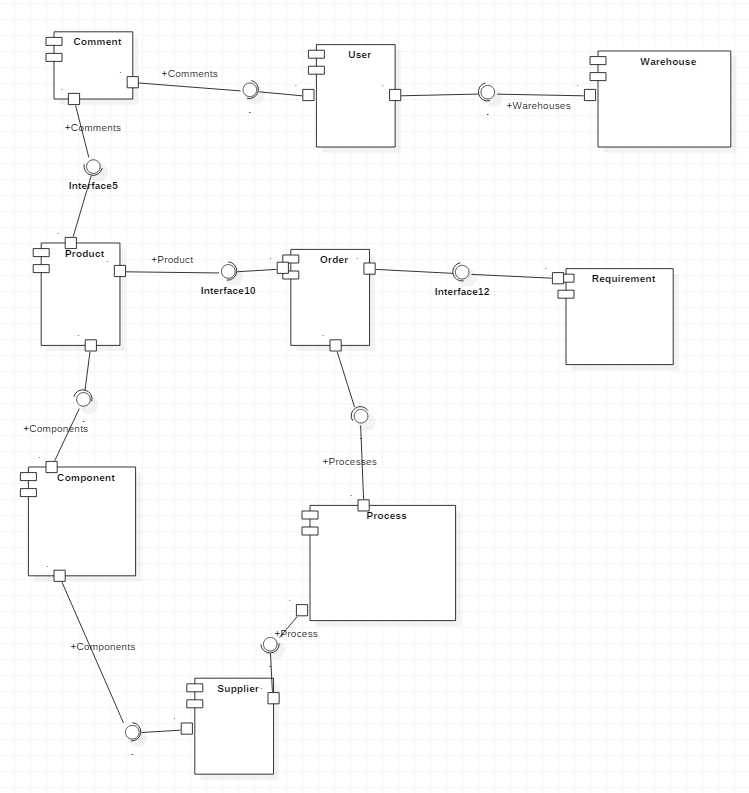 Comment
User
Warehouse
+Comments
+Warehouses
+Comments
Interface5
Product
Order
+Product
Interface10
Interface12
Requirement
+Components
Component
+Processes
Process
+Process
+Components
Supplier